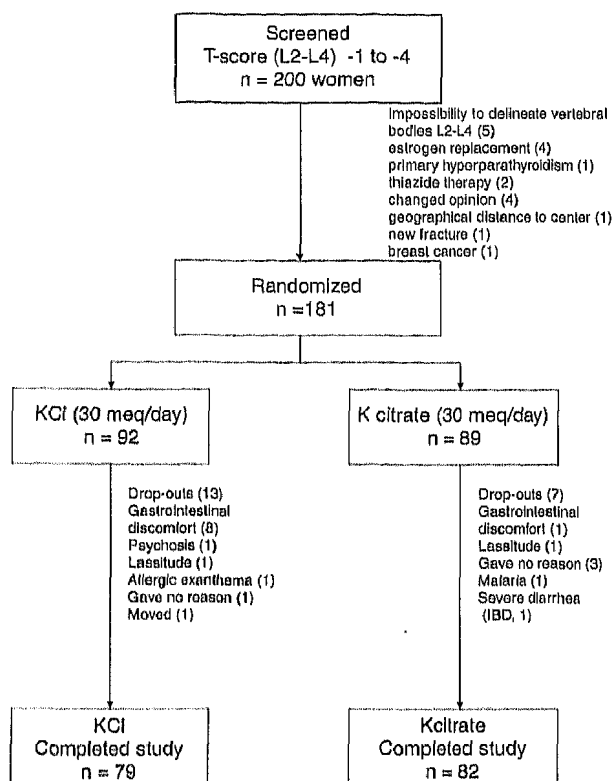 Screened
T-score (L2-L4) -1 to -4
n = 200 women
Impossibility to delineate vertebral
bodies L2-L4 (5)
estrogen replacement (4)
primary hyperparathyroidism (1)
thiazide therapy (2)
changed opinion (4)
geographical distance to center (1)
new fracture (1)
breast cancer (1)
Randomized
n =181
KCl (30 meq/day)
n = 92
K citrate (30 meq/day)
n = 89
Drop-outs (13)
Gastrointestinal
discomfort (8)
Psychosis (1)
Lassitude (1)
Allergic exanthema (1)
Gave no reason (1)
Moved (1)
Drop-outs (7)
Gastrointestinal
discomfort (1)
Lassitude (1)
Gave no reason (3)
Malaria (1)
Severe diarrhea
(IBD, 1)
KCl
Completed study
n = 79
Kcitrate
Completed study
n = 82